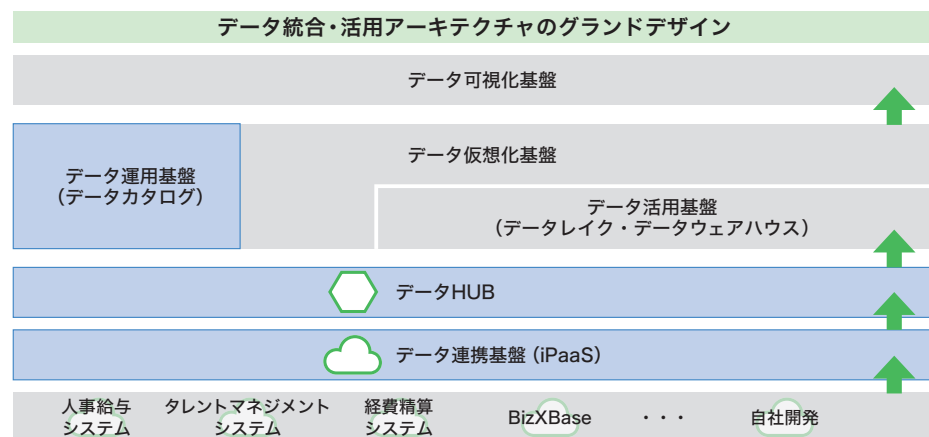 データ統合・活用アーキテクチャのグランドデザイン
データ可視化基盤
データ仮想化基盤
データ運用基盤
(データカタログ)
データ活用基盤
(データレイク・データウェアハウス)
データHUB
データ連携基盤(iPaaS)
人事給与
システム
タレントマネジメント
システム
経費精算
システム
BizXBase
・・・
自社開発